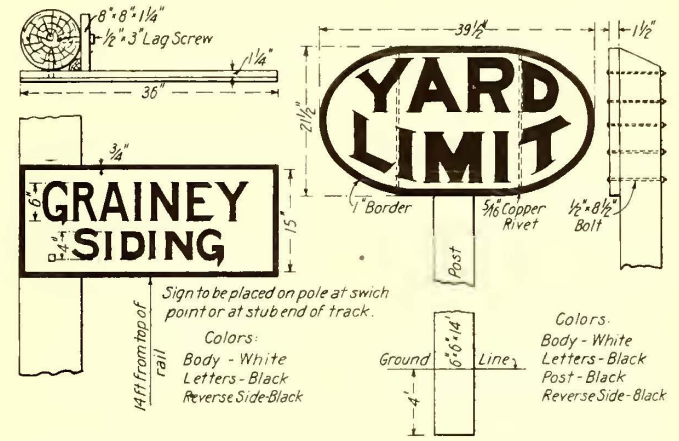 8"×8"×1¼"
½"×3" Lag Screw
1¼"
36"
¾"
6"
GRAINEY
4"
SIDING
15"
14 ft from top of
rail
Sign to be placed on pole at swich
point or at stub end of track.
Colors:
Body - White
Letters - Black
Reverse Side-Black
39½"
1½"
21½"
YARD
LIMIT
1" Border
5/16" Copper
Rivet
½"×8½"
Bolt
Post
6"×6"×14'
Ground Line
4'
Colors:
Body - White
Letters - Black
Post - Black
Reverse Side - Black